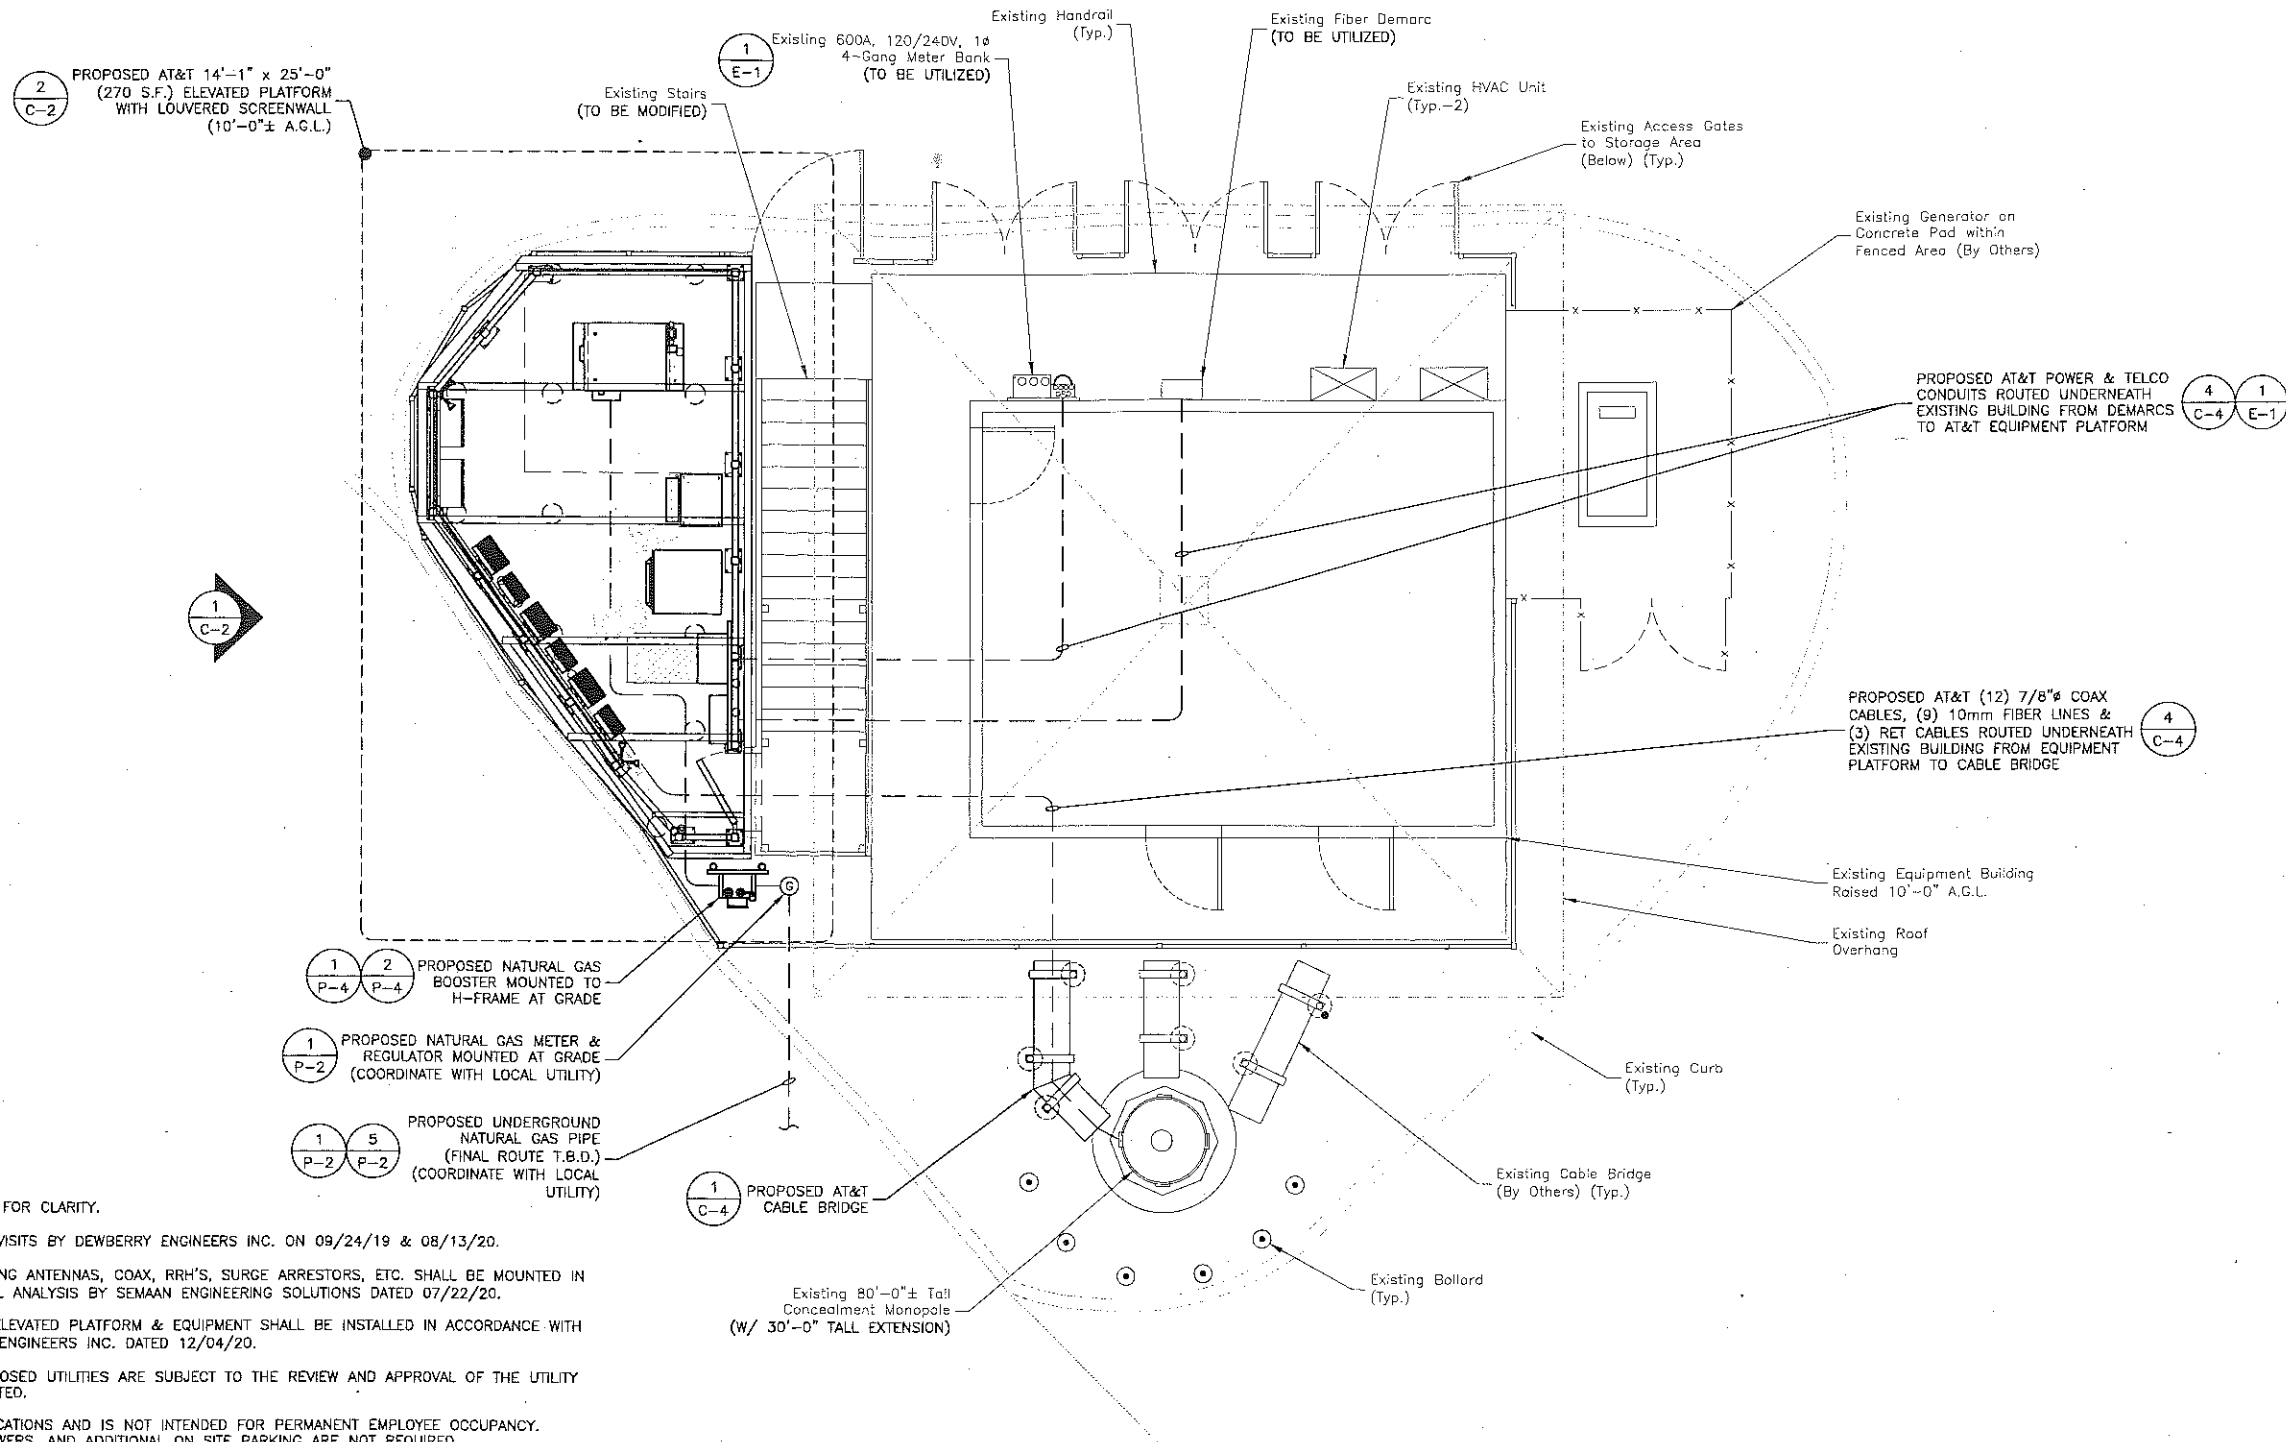 2
C-2
PROPOSED AT&T 14'-1" x 25'-0"
(270 S.F.) ELEVATED PLATFORM
WITH LOUVERED SCREENWALL
(10'-0"± A.G.L.)
1
E-1
Existing 600A, 120/240V, 1ø
4-Gang Meter Bank
(TO BE UTILIZED)
Existing Stairs
(TO BE MODIFIED)
Existing Handrail
(Typ.)
Existing Fiber Demarc
(TO BE UTILIZED)
Existing HVAC Unit
(Typ.-2)
Existing Access Gates
to Storage Area
(Below) (Typ.)
Existing Generator on
Concrete Pad within
Fenced Area (By Others)
PROPOSED AT&T POWER & TELCO
CONDUITS ROUTED UNDERNEATH
EXISTING BUILDING FROM DEMARCS
TO AT&T EQUIPMENT PLATFORM
4
C-4
1
E-1
1
C-2
PROPOSED AT&T (12) 7/8"ø COAX
CABLES, (9) 10mm FIBER LINES &
(3) RET CABLES ROUTED UNDERNEATH
EXISTING BUILDING FROM EQUIPMENT
PLATFORM TO CABLE BRIDGE
4
C-4
Existing Equipment Building
Raised 10'-0" A.G.L.
Existing Roof
Overhang
G
1
P-4
2
P-4
PROPOSED NATURAL GAS
BOOSTER MOUNTED TO
H-FRAME AT GRADE
1
P-2
PROPOSED NATURAL GAS METER &
REGULATOR MOUNTED AT GRADE
(COORDINATE WITH LOCAL UTILITY)
1
P-2
5
P-2
PROPOSED UNDERGROUND
NATURAL GAS PIPE
(FINAL ROUTE T.B.D.)
(COORDINATE WITH LOCAL
UTILITY)
1
C-4
PROPOSED AT&T
CABLE BRIDGE
Existing Curb
(Typ.)
Existing Cable Bridge
(By Others) (Typ.)
Existing Bollard
(Typ.)
Existing 80'-0"± Tall
Concealment Monopole
(W/ 30'-0" TALL EXTENSION)
FOR CLARITY.
VISITS BY DEWBERRY ENGINEERS INC. ON 09/24/19 & 08/13/20.
NG ANTENNAS, COAX, RRH'S, SURGE ARRESTORS, ETC. SHALL BE MOUNTED IN
L ANALYSIS BY SEMAAN ENGINEERING SOLUTIONS DATED 07/22/20.
ELEVATED PLATFORM & EQUIPMENT SHALL BE INSTALLED IN ACCORDANCE WITH
ENGINEERS INC. DATED 12/04/20.
OSED UTILITIES ARE SUBJECT TO THE REVIEW AND APPROVAL OF THE UTILITY
TED.
CATIONS AND IS NOT INTENDED FOR PERMANENT EMPLOYEE OCCUPANCY.
WERS, AND ADDITIONAL ON SITE PARKING ARE NOT REQUIRED.